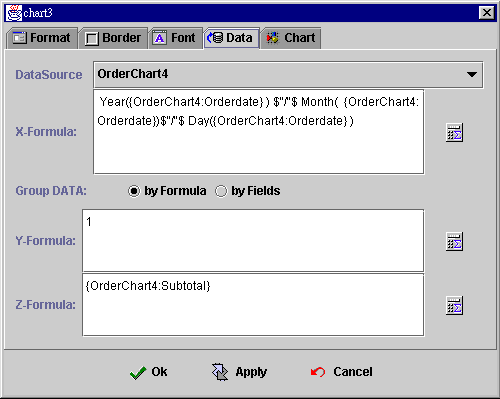 chart3
Format Border Font Data Chart
DataSource OrderChart4
Year({OrderChart4:Orderdate} ) $"/"$ Month( {OrderChart4:
Orderdate})$"/"$ Day({OrderChart4:Orderdate} )
X-Formula:
Group DATA: by Formula by Fields
1
Y-Formula:
{OrderChart4:Subtotal}
Z-Formula:
Ok Apply Cancel